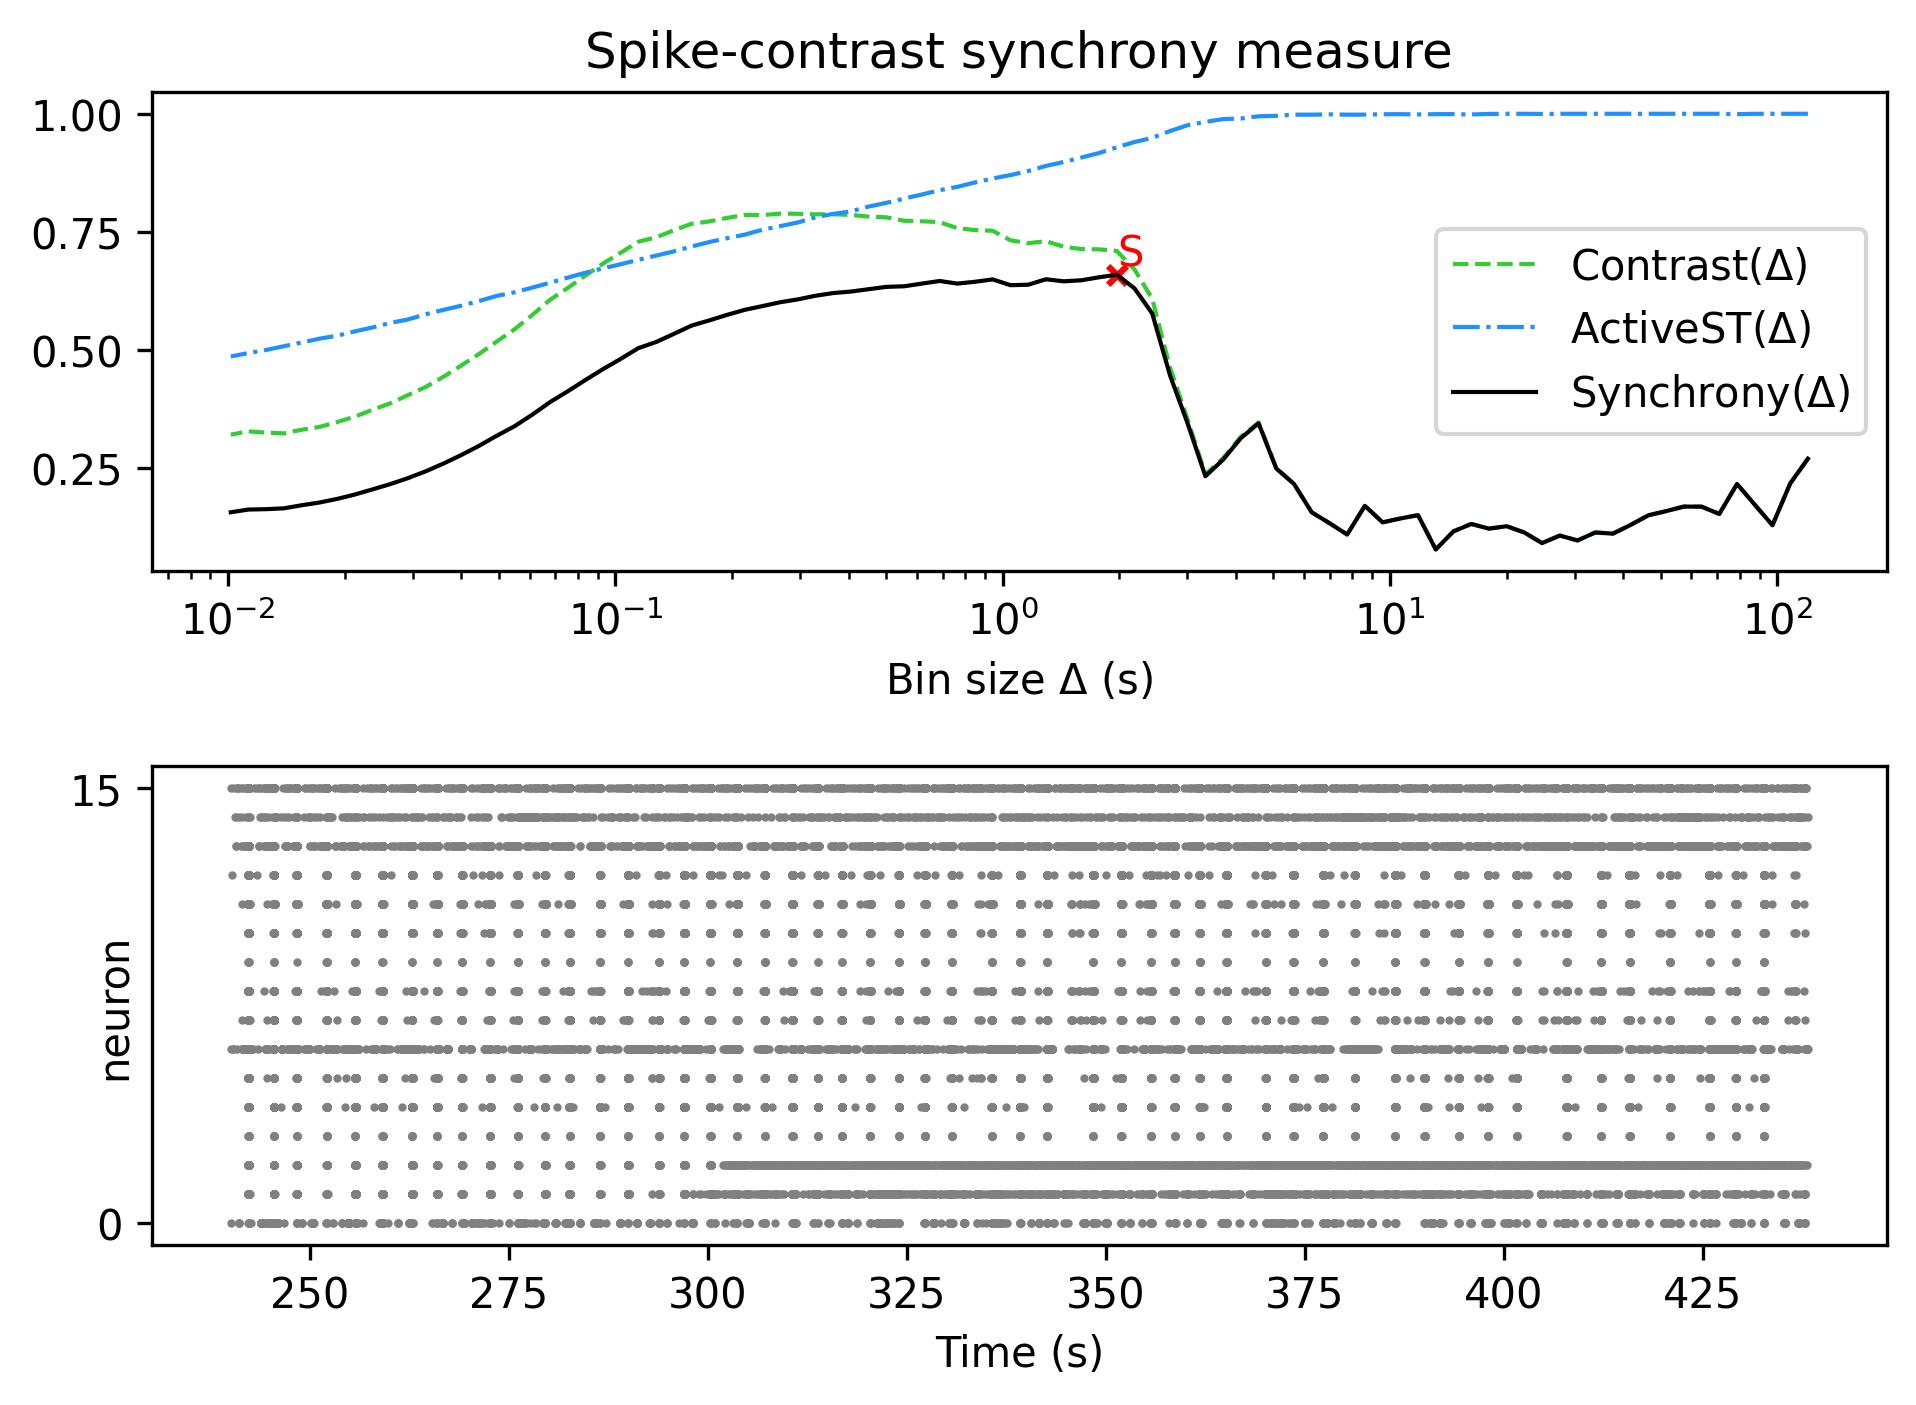 Spike-contrast synchrony measure
1.00
0.75
0.50
0.25
S
Contrast(Δ)
ActiveST(Δ)
Synchrony(Δ)
10⁻² 10⁻¹ 10⁰ 10¹ 10²
Bin size Δ (s)
15
neuron
0
250 275 300 325 350 375 400 425
Time (s)